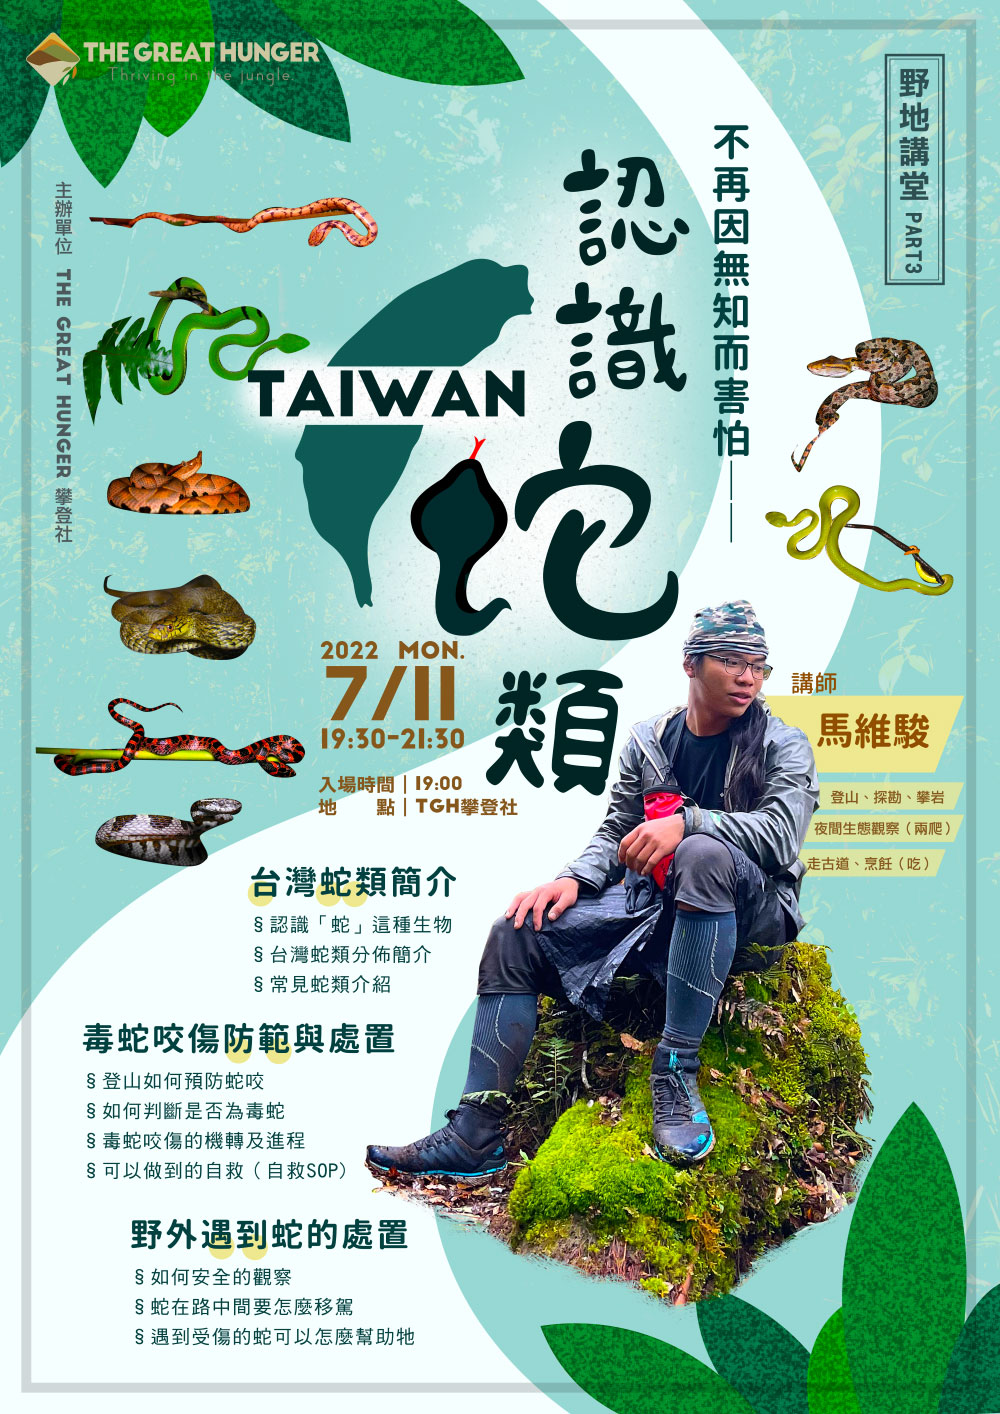 THE GREAT HUNGER
Thriving in the jungle.
野地講堂 PART3
不再因無知而害怕——
認識蛇類
TAIWAN
主辦單位 THE GREAT HUNGER 攀登社
2022 MON.
7/11
19:30-21:30
入場時間｜19:00
地 點｜TGH攀登社
講師
馬維駿
登山、探勘、攀岩
夜間生態觀察（兩爬）
走古道、烹飪（吃）
台灣蛇類簡介
§認識「蛇」這種生物
§台灣蛇類分佈簡介
§常見蛇類介紹
毒蛇咬傷防範與處置
§登山如何預防蛇咬
§如何判斷是否為毒蛇
§毒蛇咬傷的機轉及進程
§可以做到的自救（自救SOP）
野外遇到蛇的處置
§如何安全的觀察
§蛇在路中間要怎麼移駕
§遇到受傷的蛇可以怎麼幫助牠